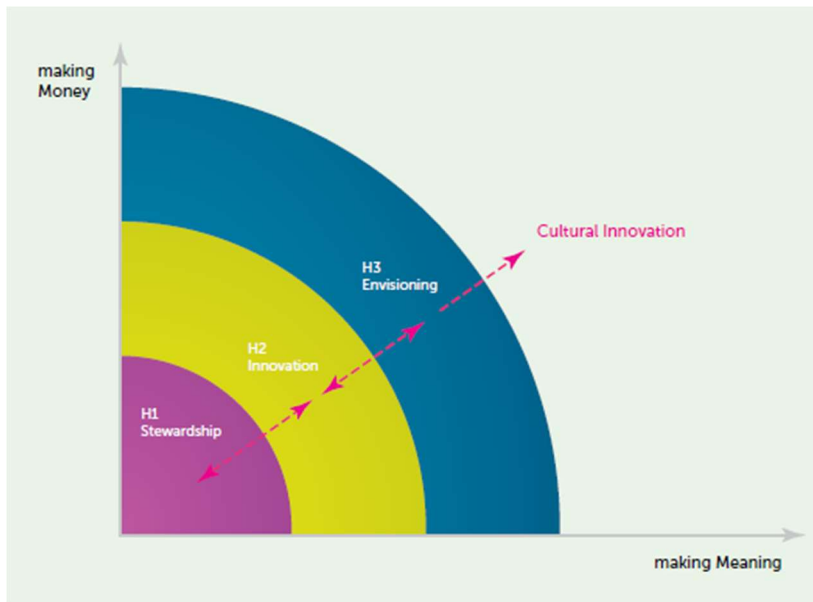 making
Money
Cultural Innovation
H3
Envisioning
H2
Innovation
H1
Stewardship
making Meaning